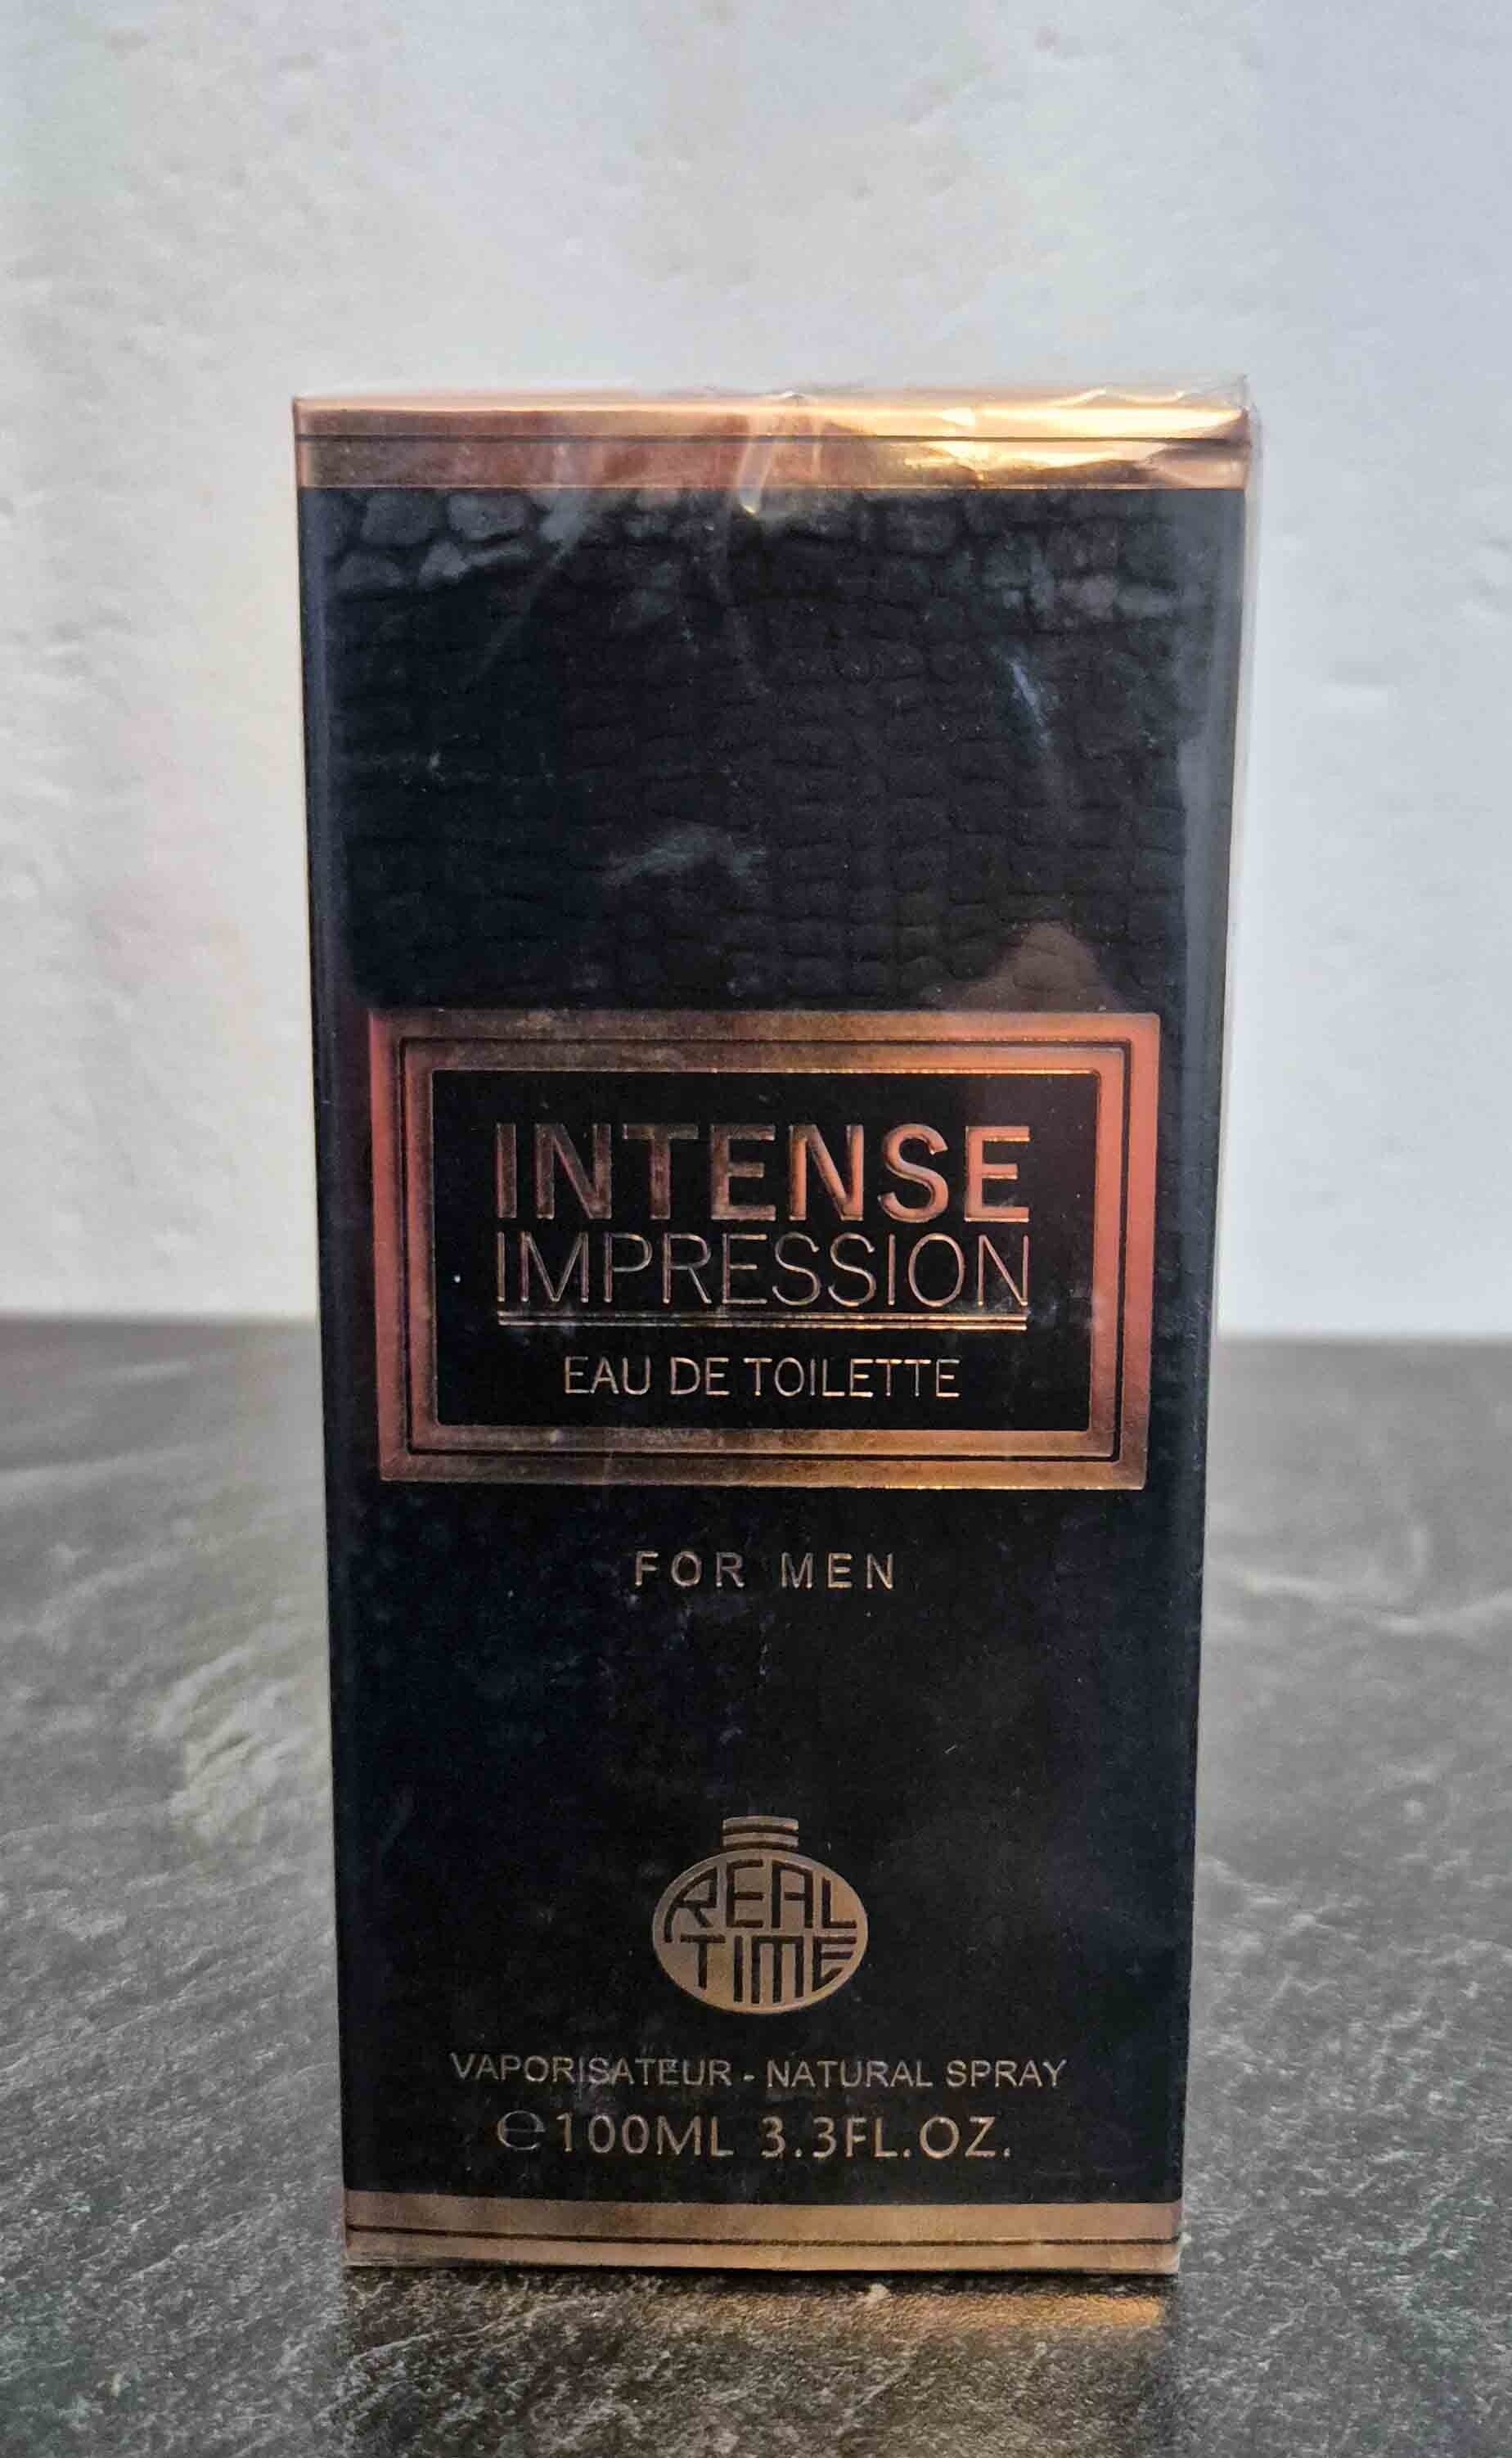 INTENSE
IMPRESSION
EAU DE TOILETTE
FOR MEN
REAL
TIME
VAPORISATEUR - NATURAL SPRAY
℮100ML 3.3FL.OZ.